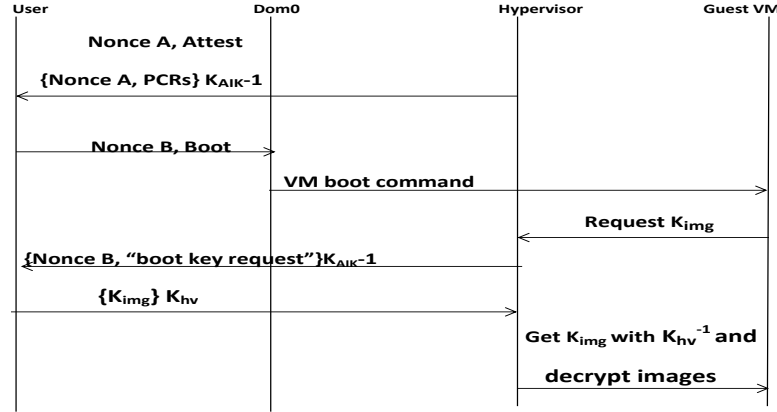 User Dom0 Hypervisor Guest VM
Nonce A, Attest
{Nonce A, PCRs} KAIK-1
Nonce B, Boot
VM boot command
Request Kimg
{Nonce B, “boot key request”}KAIK-1
{Kimg} Khv
Get Kimg with Khv-1 and
decrypt images